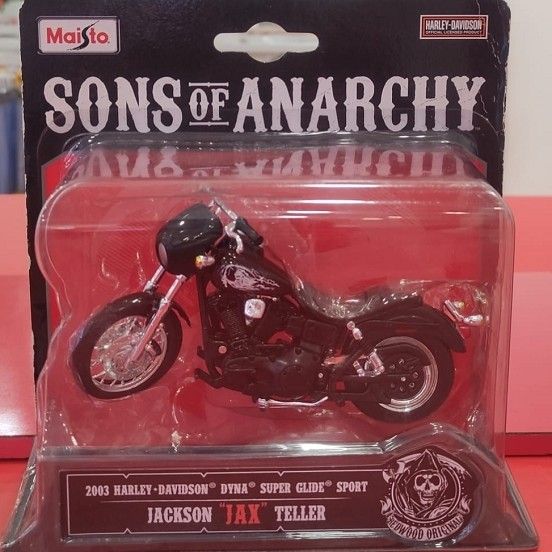 Maisto
HARLEY-DAVIDSON
OFFICIAL LICENSED PRODUCT
SONS OF ANARCHY
2003 HARLEY-DAVIDSON® DYNA® SUPER GLIDE® SPORT
JACKSON "JAX" TELLER
REDWOOD ORIGINAL